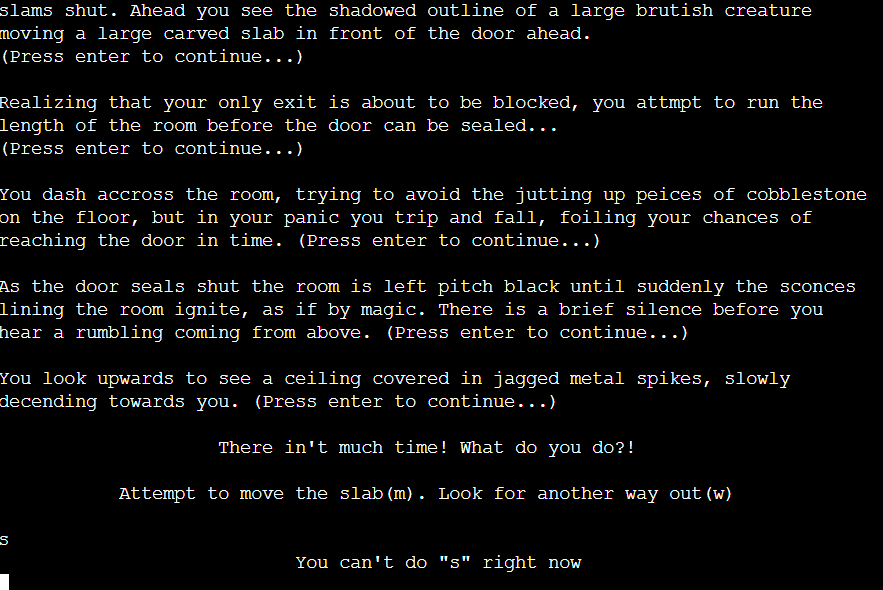 slams shut. Ahead you see the shadowed outline of a large brutish creature
moving a large carved slab in front of the door ahead.
(Press enter to continue...)
Realizing that your only exit is about to be blocked, you attmpt to run the
length of the room before the door can be sealed...
(Press enter to continue...)
You dash accross the room, trying to avoid the jutting up peices of cobblestone
on the floor, but in your panic you trip and fall, foiling your chances of
reaching the door in time. (Press enter to continue...)
As the door seals shut the room is left pitch black until suddenly the sconces
lining the room ignite, as if by magic. There is a brief silence before you
hear a rumbling coming from above. (Press enter to continue...)
You look upwards to see a ceiling covered in jagged metal spikes, slowly
decending towards you. (Press enter to continue...)
There in't much time! What do you do?!
Attempt to move the slab(m). Look for another way out(w)
s
You can't do "s" right now